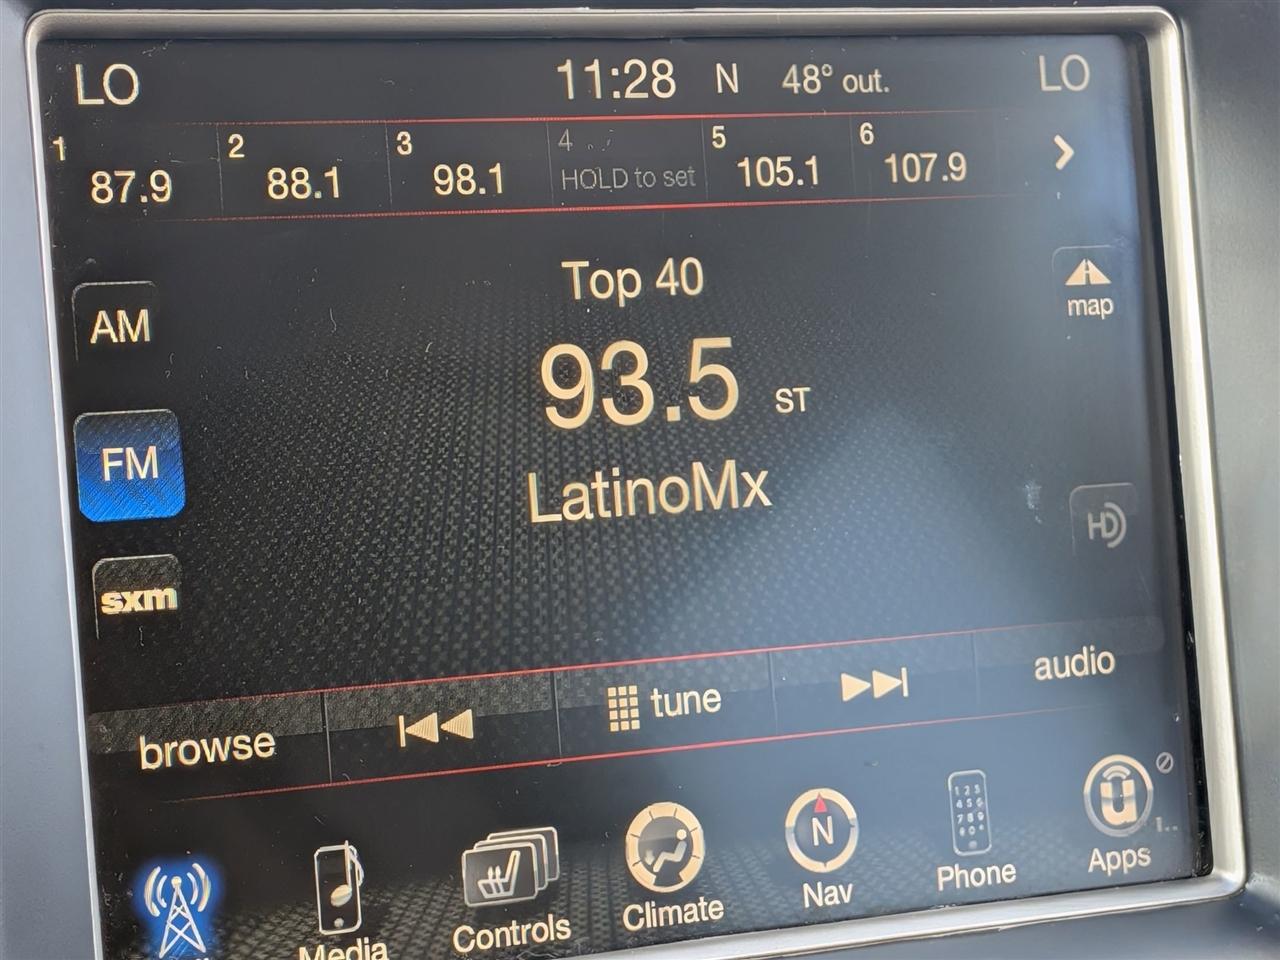 LO 11:28 N 48° out. LO
1 2 3 4 5 6
87.9 88.1 98.1 HOLD to set 105.1 107.9
Top 40
map
AM
93.5 ST
FM
LatinoMx
HD
sxm
browse tune audio
Media Controls Climate N Nav Phone Apps